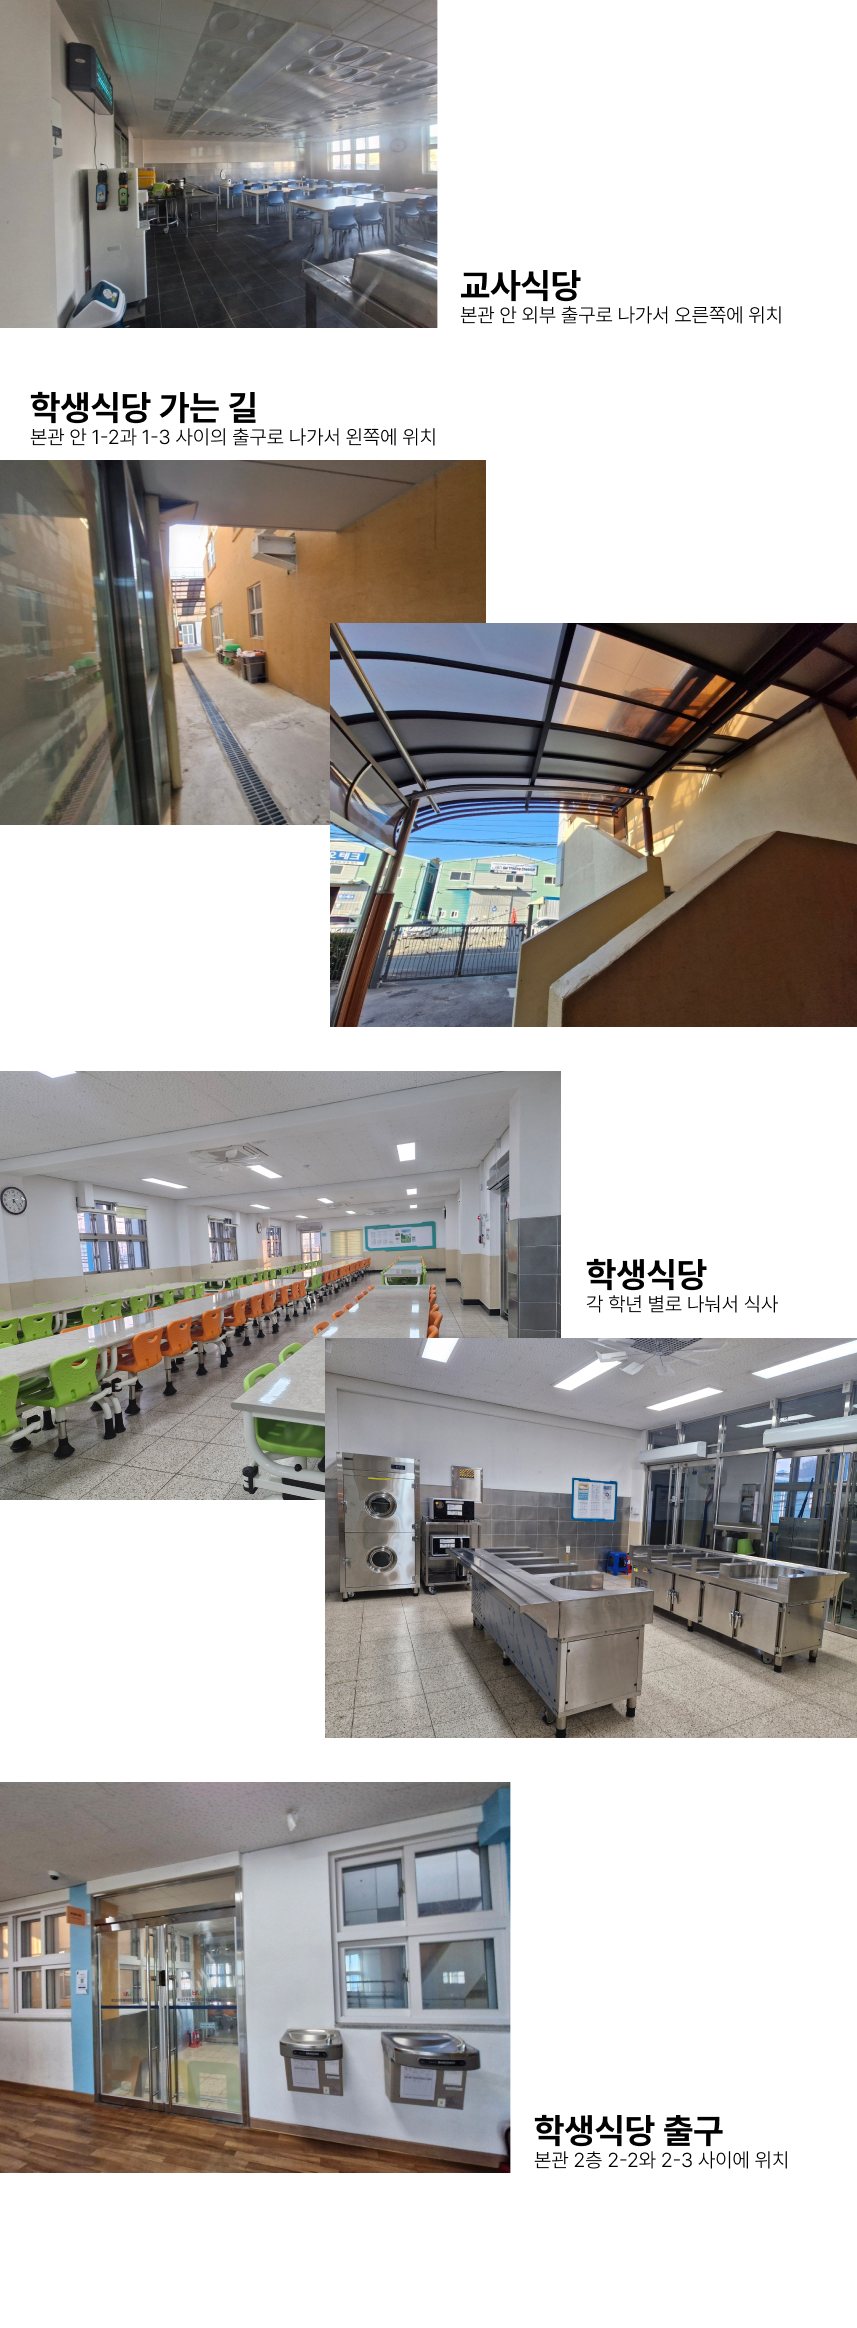 교사식당
본관 안 외부 출구로 나가서 오른쪽에 위치
학생식당 가는 길
본관 안 1-2과 1-3 사이의 출구로 나가서 왼쪽에 위치
학생식당
각 학년 별로 나눠서 식사
학생식당 출구
본관 2층 2-2와 2-3 사이에 위치